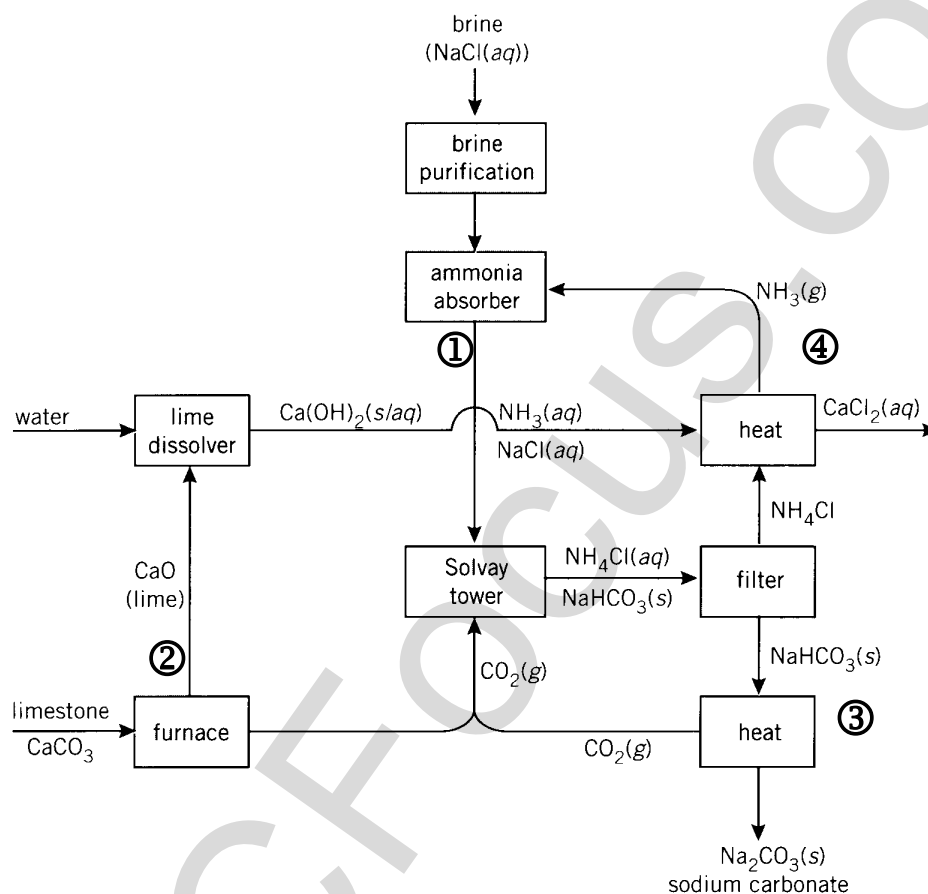 brine
(NaCl(aq))
brine
purification
ammonia
absorber
NH₃(g)
①
④
water
lime
dissolver
Ca(OH)₂(s/aq)
NH₃(aq)
NaCl(aq)
heat
CaCl₂(aq)
NH₄Cl
CaO
(lime)
Solvay
tower
NH₄Cl(aq)
NaHCO₃(s)
filter
②
CO₂(g)
NaHCO₃(s)
limestone
CaCO₃
furnace
CO₂(g)
heat
③
Na₂CO₃(s)
sodium carbonate
CFocus.co